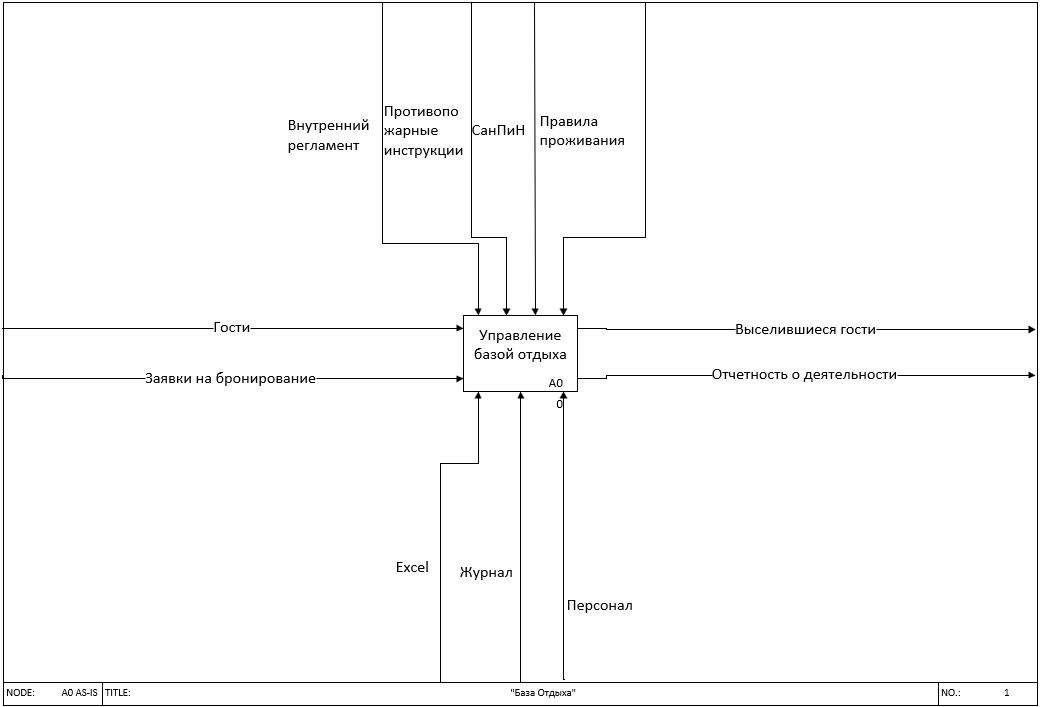 Внутренний
регламент
Противопо
жарные
инструкции
СанПиН
Правила
проживания
Гости
Заявки на бронирование
Управление
базой отдыха
A0
0
Выселившиеся гости
Отчетность о деятельности
Excel
Журнал
Персонал
NODE: A0 AS-IS TITLE: "База Отдыха" NO.: 1